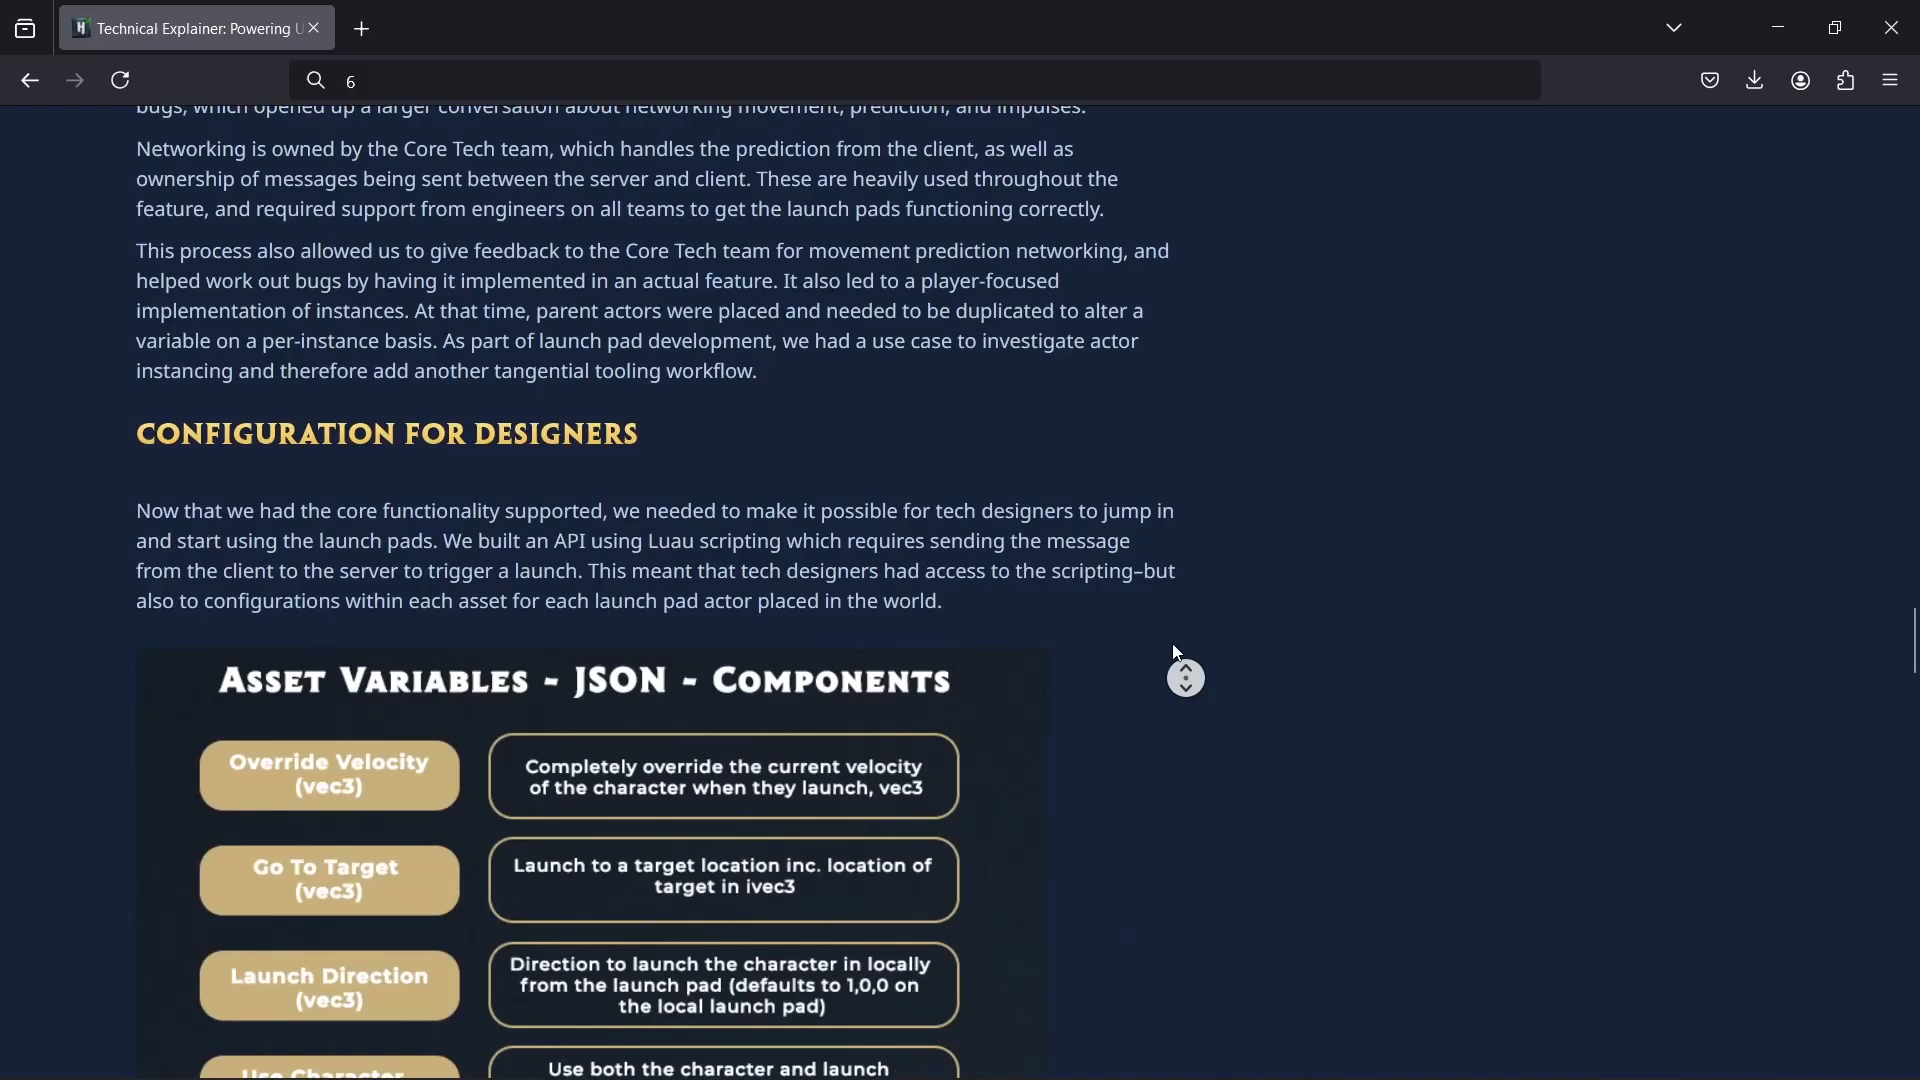 Technical Explainer: Powering U
6
bugs, which opened up a larger conversation about networking movement, prediction, and impulses.
Networking is owned by the Core Tech team, which handles the prediction from the client, as well as
ownership of messages being sent between the server and client. These are heavily used throughout the
feature, and required support from engineers on all teams to get the launch pads functioning correctly.
This process also allowed us to give feedback to the Core Tech team for movement prediction networking, and
helped work out bugs by having it implemented in an actual feature. It also led to a player-focused
implementation of instances. At that time, parent actors were placed and needed to be duplicated to alter a
variable on a per-instance basis. As part of launch pad development, we had a use case to investigate actor
instancing and therefore add another tangential tooling workflow.
CONFIGURATION FOR DESIGNERS
Now that we had the core functionality supported, we needed to make it possible for tech designers to jump in
and start using the launch pads. We built an API using Luau scripting which requires sending the message
from the client to the server to trigger a launch. This meant that tech designers had access to the scripting–but
also to configurations within each asset for each launch pad actor placed in the world.
ASSET VARIABLES - JSON - COMPONENTS
Override Velocity
(vec3)
Completely override the current velocity
of the character when they launch, vec3
Go To Target
(vec3)
Launch to a target location inc. location of
target in ivec3
Launch Direction
(vec3)
Direction to launch the character in locally
from the launch pad (defaults to 1,0,0 on
the local launch pad)
Use Character
Use both the character and launch